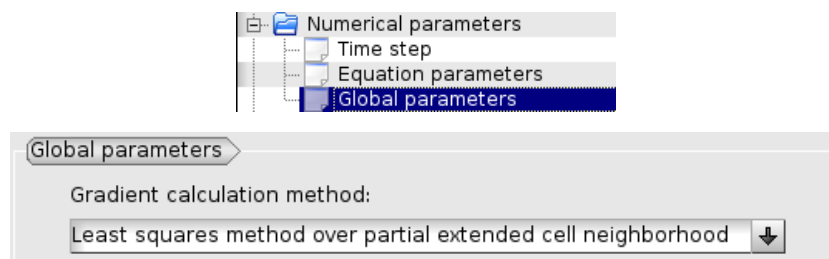 Numerical parameters
Time step
Equation parameters
Global parameters
Global parameters
Gradient calculation method:
Least squares method over partial extended cell neighborhood